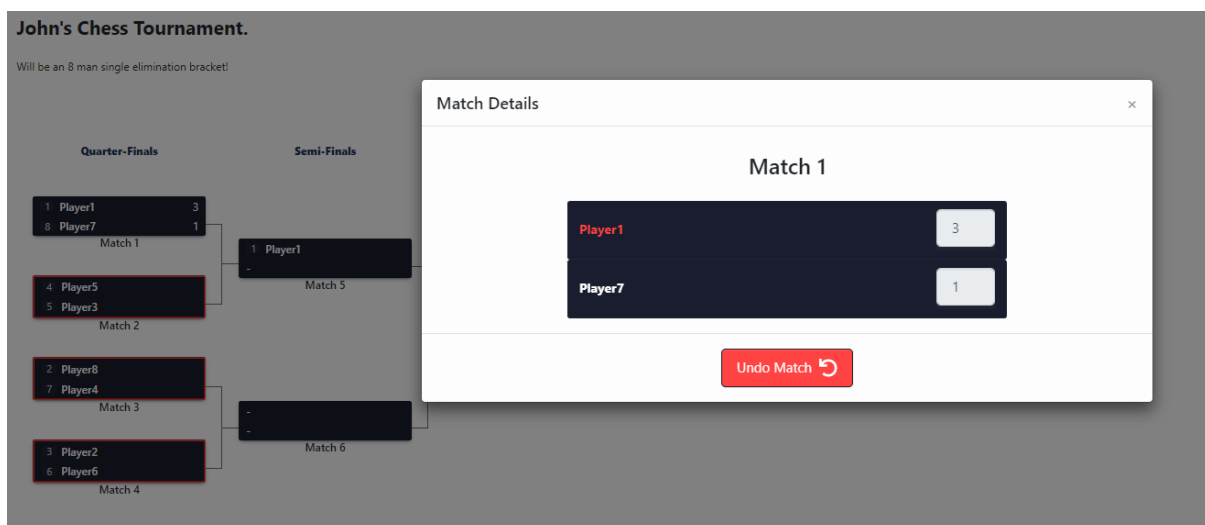 John's Chess Tournament.
Will be an 8 man single elimination bracket!
Quarter-Finals
Semi-Finals
1 Player1 3
8 Player7 1
Match 1
4 Player5
5 Player3
Match 2
2 Player8
7 Player4
Match 3
3 Player2
6 Player6
Match 4
1 Player1
-
Match 5
-
-
Match 6
Match Details ×
Match 1
Player1 3
Player7 1
Undo Match